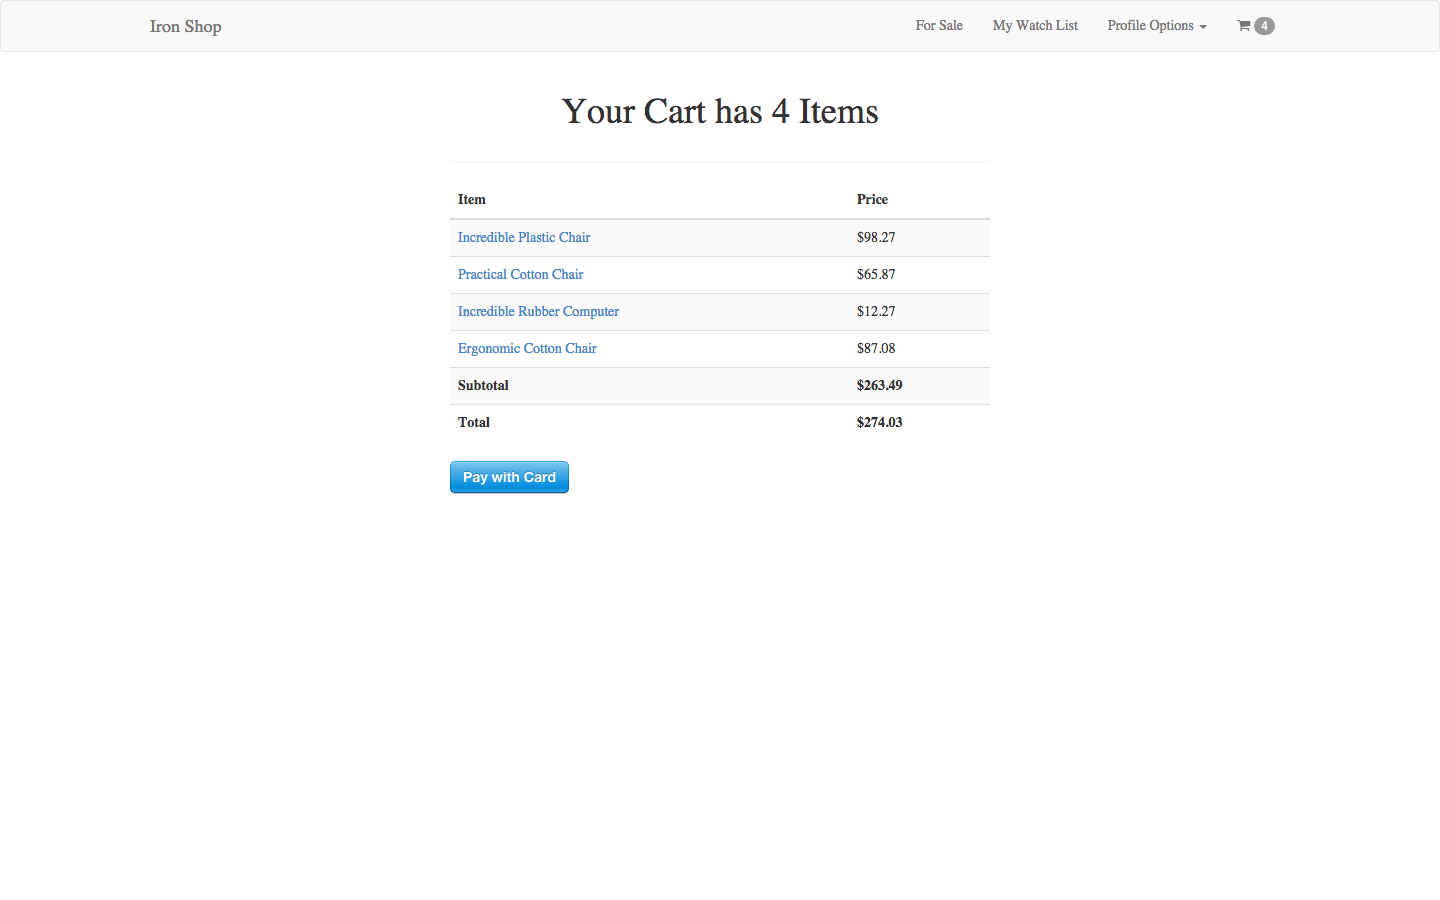 Iron Shop For Sale My Watch List Profile Options 4
Your Cart has 4 Items
Item Price
Incredible Plastic Chair $98.27
Practical Cotton Chair $65.87
Incredible Rubber Computer $12.27
Ergonomic Cotton Chair $87.08
Subtotal $263.49
Total $274.03
Pay with Card